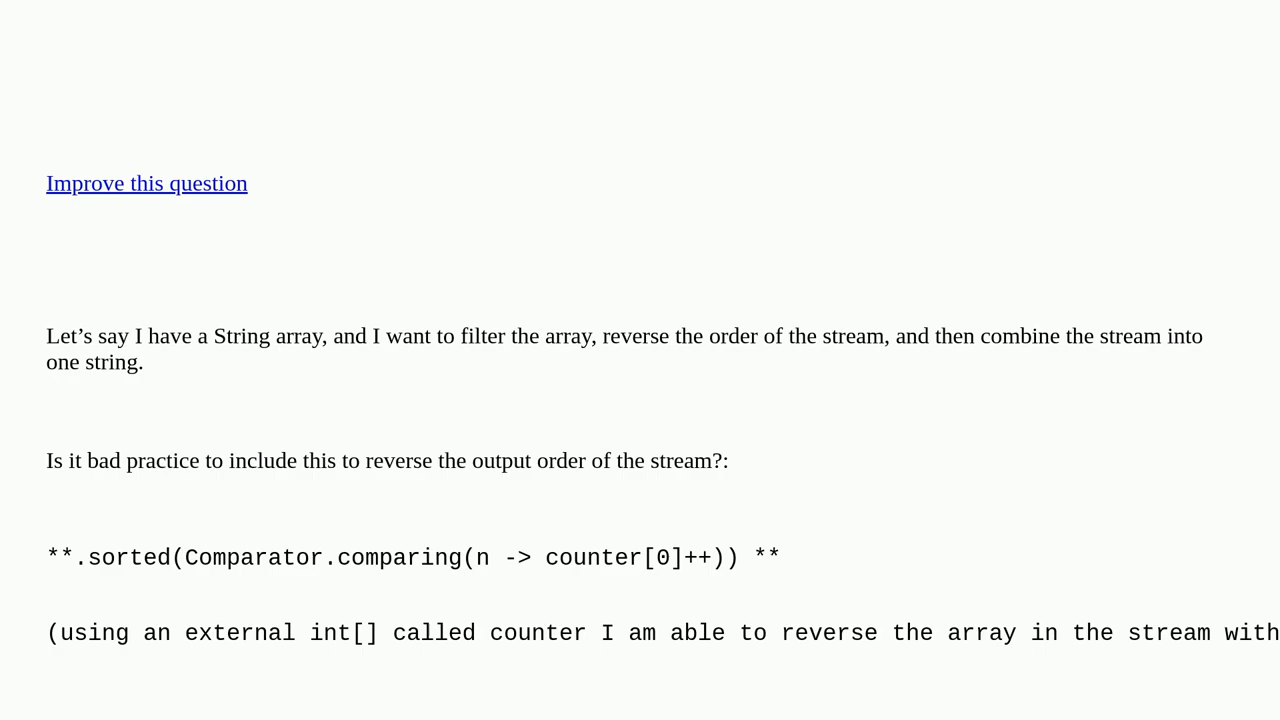 Improve this question
Let’s say I have a String array, and I want to filter the array, reverse the order of the stream, and then combine the stream into
one string.
Is it bad practice to include this to reverse the output order of the stream?:
**.sorted(Comparator.comparing(n -> counter[0]++)) **
(using an external int[] called counter I am able to reverse the array in the stream with